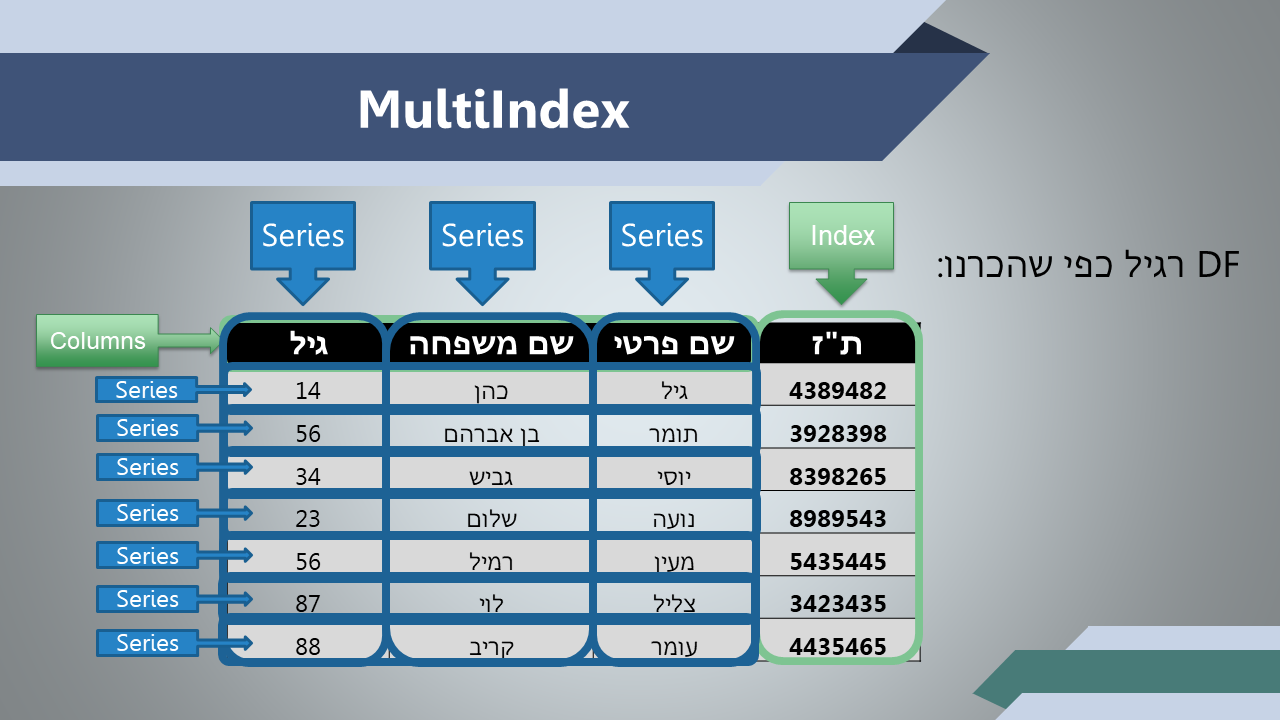 MultiIndex
DF רגיל כפי שהכרנו:
Index
Series
Series
Series
Columns
ת"ז שם פרטי שם משפחה גיל
4389482 גיל כהן 14
3928398 תומר בן אברהם 56
8398265 יוסי גביש 34
8989543 נועה שלום 23
5435445 מעין רמיל 56
3423435 צליל לוי 87
4435465 עומר קריב 88
Series
Series
Series
Series
Series
Series
Series